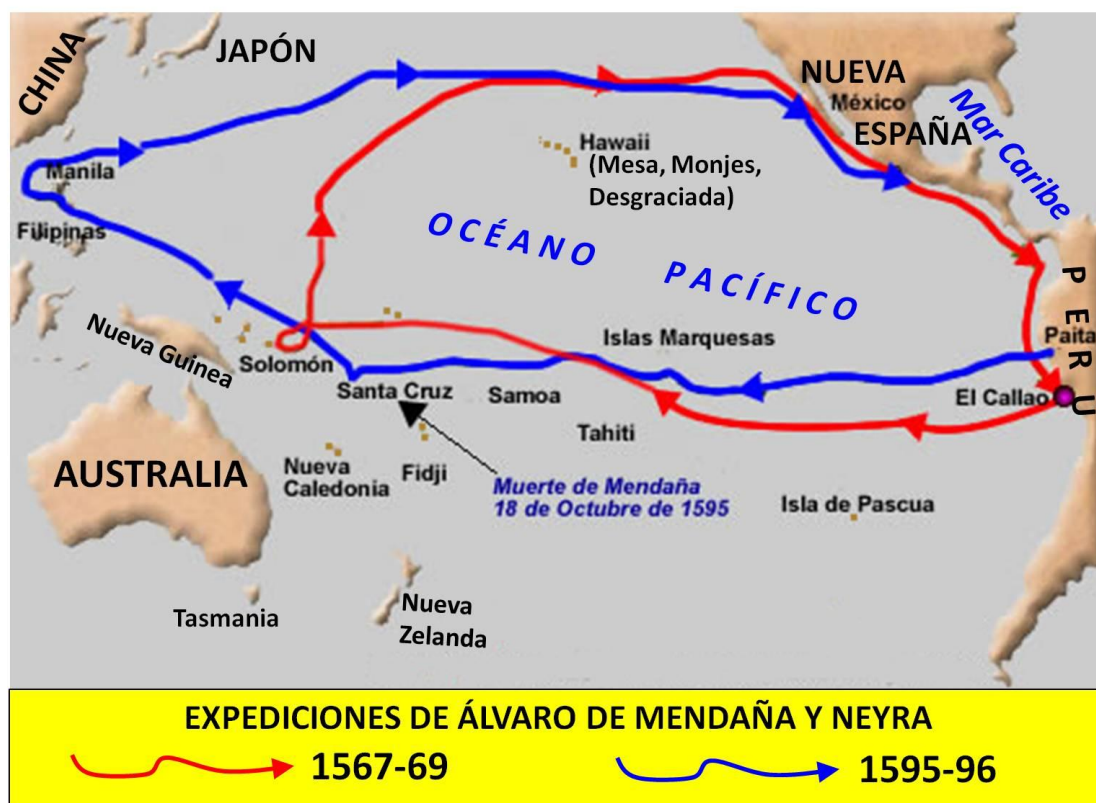 CHINA
JAPÓN
NUEVA
México
ESPAÑA
Mar Caribe
Hawaii
(Mesa, Monjes,
Desgraciada)
Manila
Filipinas
OCÉANO PACÍFICO
PERU
Nueva Guinea
Solomón
Islas Marquesas
Paita
Santa Cruz
Samoa
El Callao
Tahiti
AUSTRALIA
Nueva
Caledonia
Fidji
Muerte de Mendaña
18 de Octubre de 1595
Isla de Pascua
Tasmania
Nueva
Zelanda
EXPEDICIONES DE ÁLVARO DE MENDAÑA Y NEYRA
1567-69
1595-96